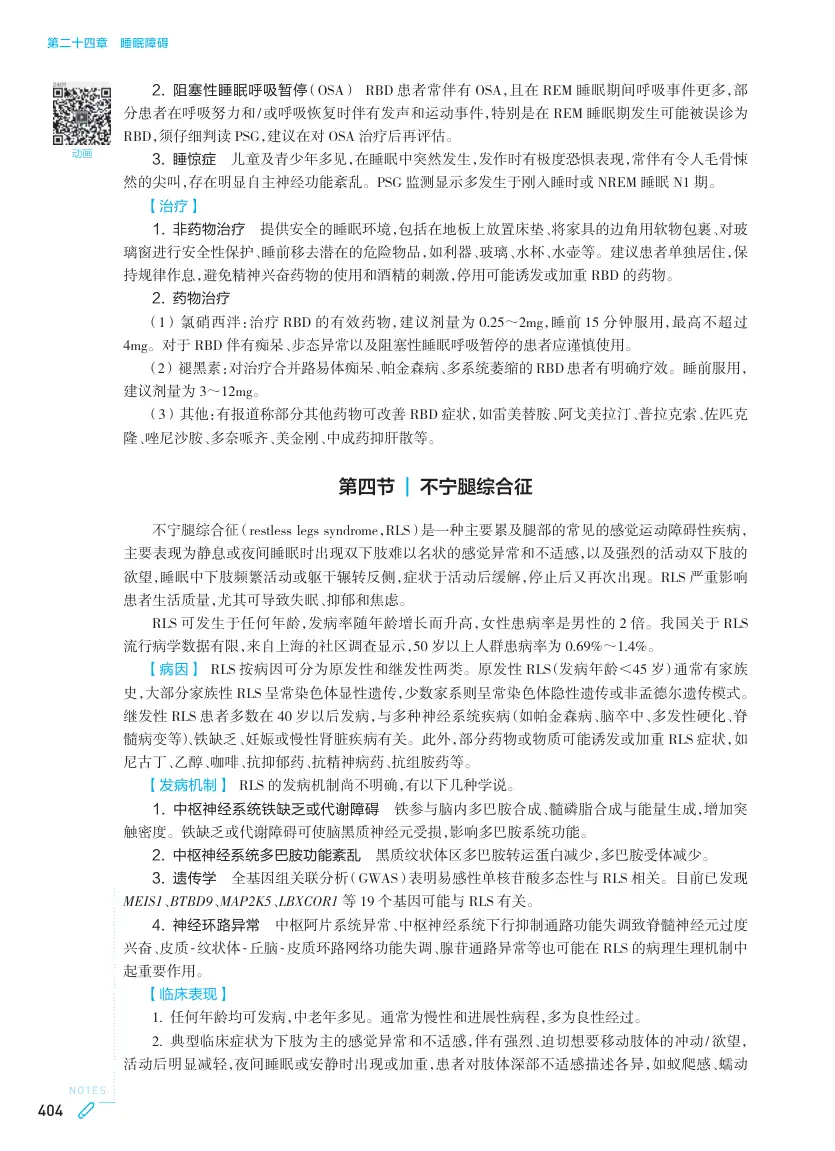 第二十四章 睡眠障碍
2. 阻塞性睡眠呼吸暂停(OSA) RBD 患者常伴有 OSA,且在 REM 睡眠期间呼吸事件更多,部
分患者在呼吸努力和/或呼吸恢复时伴有发声和运动事件,特别是在 REM 睡眠期发生可能被误诊为
RBD,须仔细判读 PSG,建议在对 OSA 治疗后再评估。
动画
3. 睡惊症 儿童及青少年多见,在睡眠中突然发生,发作时有极度恐惧表现,常伴有令人毛骨悚
然的尖叫,存在明显自主神经功能紊乱。PSG 监测显示多发生于刚入睡时或 NREM 睡眠 N1 期。
【治疗】
1. 非药物治疗 提供安全的睡眠环境,包括在地板上放置床垫、将家具的边角用软物包裹、对玻
璃窗进行安全性保护、睡前移去潜在的危险物品,如利器、玻璃、水杯、水壶等。建议患者单独居住,保
持规律作息,避免精神兴奋药物的使用和酒精的刺激,停用可能诱发或加重 RBD 的药物。
2. 药物治疗
(1)氯硝西泮:治疗 RBD 的有效药物,建议剂量为 0.25~2mg,睡前 15 分钟服用,最高不超过
4mg。对于 RBD 伴有痴呆、步态异常以及阻塞性睡眠呼吸暂停的患者应谨慎使用。
(2)褪黑素:对治疗合并路易体痴呆、帕金森病、多系统萎缩的 RBD 患者有明确疗效。睡前服用,
建议剂量为 3~12mg。
(3)其他:有报道称部分其他药物可改善 RBD 症状,如雷美替胺、阿戈美拉汀、普拉克索、佐匹克
隆、唑尼沙胺、多奈哌齐、美金刚、中成药抑肝散等。
第四节 | 不宁腿综合征
不宁腿综合征(restless legs syndrome,RLS)是一种主要累及腿部的常见的感觉运动障碍性疾病,
主要表现为静息或夜间睡眠时出现双下肢难以名状的感觉异常和不适感,以及强烈的活动双下肢的
欲望,睡眠中下肢频繁活动或躯干辗转反侧,症状于活动后缓解,停止后又再次出现。RLS 严重影响
患者生活质量,尤其可导致失眠、抑郁和焦虑。
RLS 可发生于任何年龄,发病率随年龄增长而升高,女性患病率是男性的 2 倍。我国关于 RLS
流行病学数据有限,来自上海的社区调查显示,50 岁以上人群患病率为 0.69%~1.4%。
【病因】 RLS 按病因可分为原发性和继发性两类。原发性 RLS(发病年龄<45 岁)通常有家族
史,大部分家族性 RLS 呈常染色体显性遗传,少数家系则呈常染色体隐性遗传或非孟德尔遗传模式。
继发性 RLS 患者多数在 40 岁以后发病,与多种神经系统疾病(如帕金森病、脑卒中、多发性硬化、脊
髓病变等)、铁缺乏、妊娠或慢性肾脏疾病有关。此外,部分药物或物质可能诱发或加重 RLS 症状,如
尼古丁、乙醇、咖啡、抗抑郁药、抗精神病药、抗组胺药等。
【发病机制】 RLS 的发病机制尚不明确,有以下几种学说。
1. 中枢神经系统铁缺乏或代谢障碍 铁参与脑内多巴胺合成、髓磷脂合成与能量生成,增加突
触密度。铁缺乏或代谢障碍可使脑黑质神经元受损,影响多巴胺系统功能。
2. 中枢神经系统多巴胺功能紊乱 黑质纹状体区多巴胺转运蛋白减少,多巴胺受体减少。
3. 遗传学 全基因组关联分析(GWAS)表明易感性单核苷酸多态性与 RLS 相关。目前已发现
MEIS1、BTBD9、MAP2K5、LBXCOR1 等 19 个基因可能与 RLS 有关。
4. 神经环路异常 中枢阿片系统异常、中枢神经系统下行抑制通路功能失调致脊髓神经元过度
兴奋、皮质-纹状体-丘脑-皮质环路网络功能失调、腺苷通路异常等也可能在 RLS 的病理生理机制中
起重要作用。
【临床表现】
1. 任何年龄均可发病,中老年多见。通常为慢性和进展性病程,多为良性经过。
2. 典型临床症状为下肢为主的感觉异常和不适感,伴有强烈、迫切想要移动肢体的冲动/欲望,
活动后明显减轻,夜间睡眠或安静时出现或加重,患者对肢体深部不适感描述各异,如蚁爬感、蠕动
NOTES
404